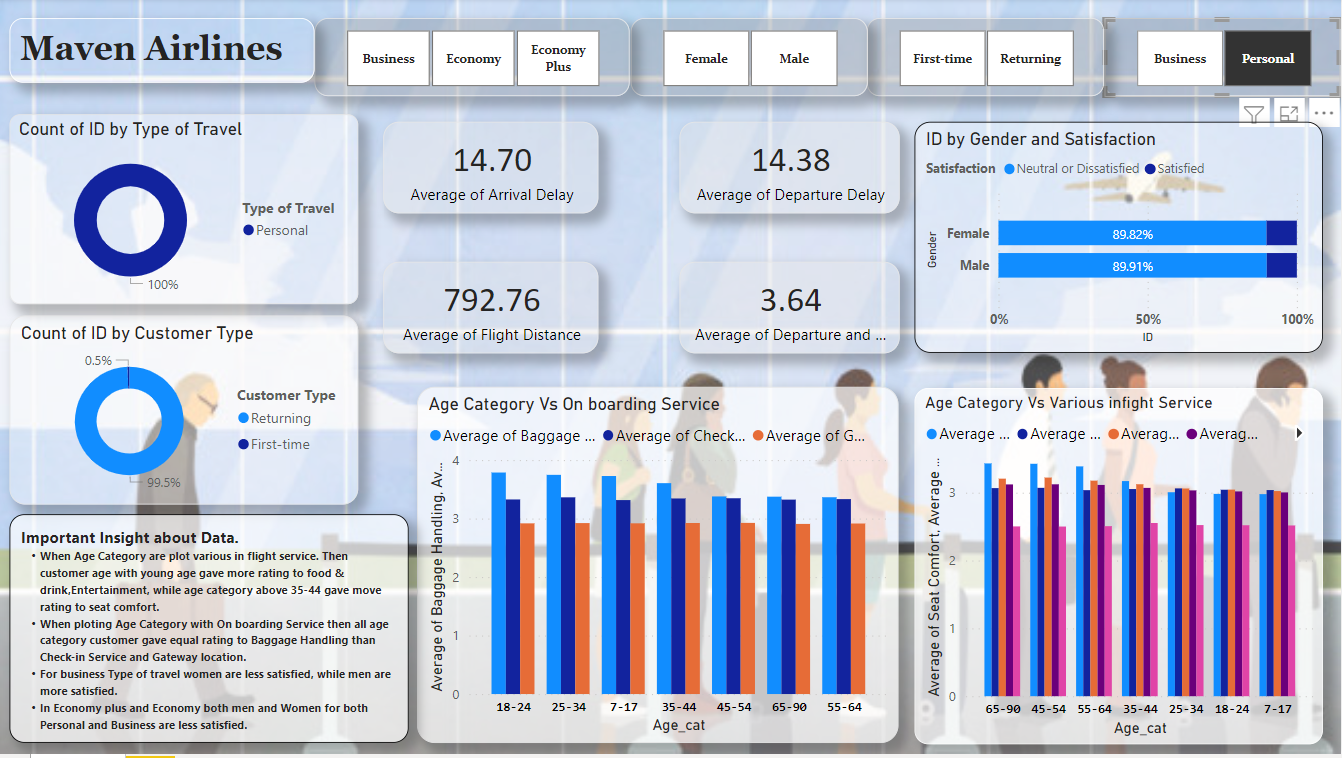 Maven Airlines
Business
Economy
Economy
Plus
Female
Male
First-time
Returning
Business
Personal
Count of ID by Type of Travel
Type of Travel
Personal
100%
14.70
Average of Arrival Delay
14.38
Average of Departure Delay
792.76
Average of Flight Distance
3.64
Average of Departure and ...
ID by Gender and Satisfaction
Satisfaction Neutral or Dissatisfied Satisfied
Gender
Female 89.82%
Male 89.91%
0% 50% 100%
ID
Count of ID by Customer Type
0.5%
Customer Type
Returning
First-time
99.5%
Important Insight about Data.
• When Age Category are plot various in flight service. Then
customer age with young age gave more rating to food &
drink,Entertainment, while age category above 35-44 gave move
rating to seat comfort.
• When ploting Age Category with On boarding Service then all age
category customer gave equal rating to Baggage Handling than
Check-in Service and Gateway location.
• For business Type of travel women are less satisfied, while men are
more satisfied.
• In Economy plus and Economy both men and Women for both
Personal and Business are less satisfied.
Age Category Vs On boarding Service
Average of Baggage ... Average of Check... Average of G...
Average of Baggage Handling, Av...
4
3
2
1
0
18-24 25-34 7-17 35-44 45-54 65-90 55-64
Age_cat
Age Category Vs Various infight Service
Average ... Average ... Averag... Averag...
Average of Seat Comfort, Average ...
3
2
1
0
65-90 45-54 55-64 35-44 25-34 18-24 7-17
Age_cat